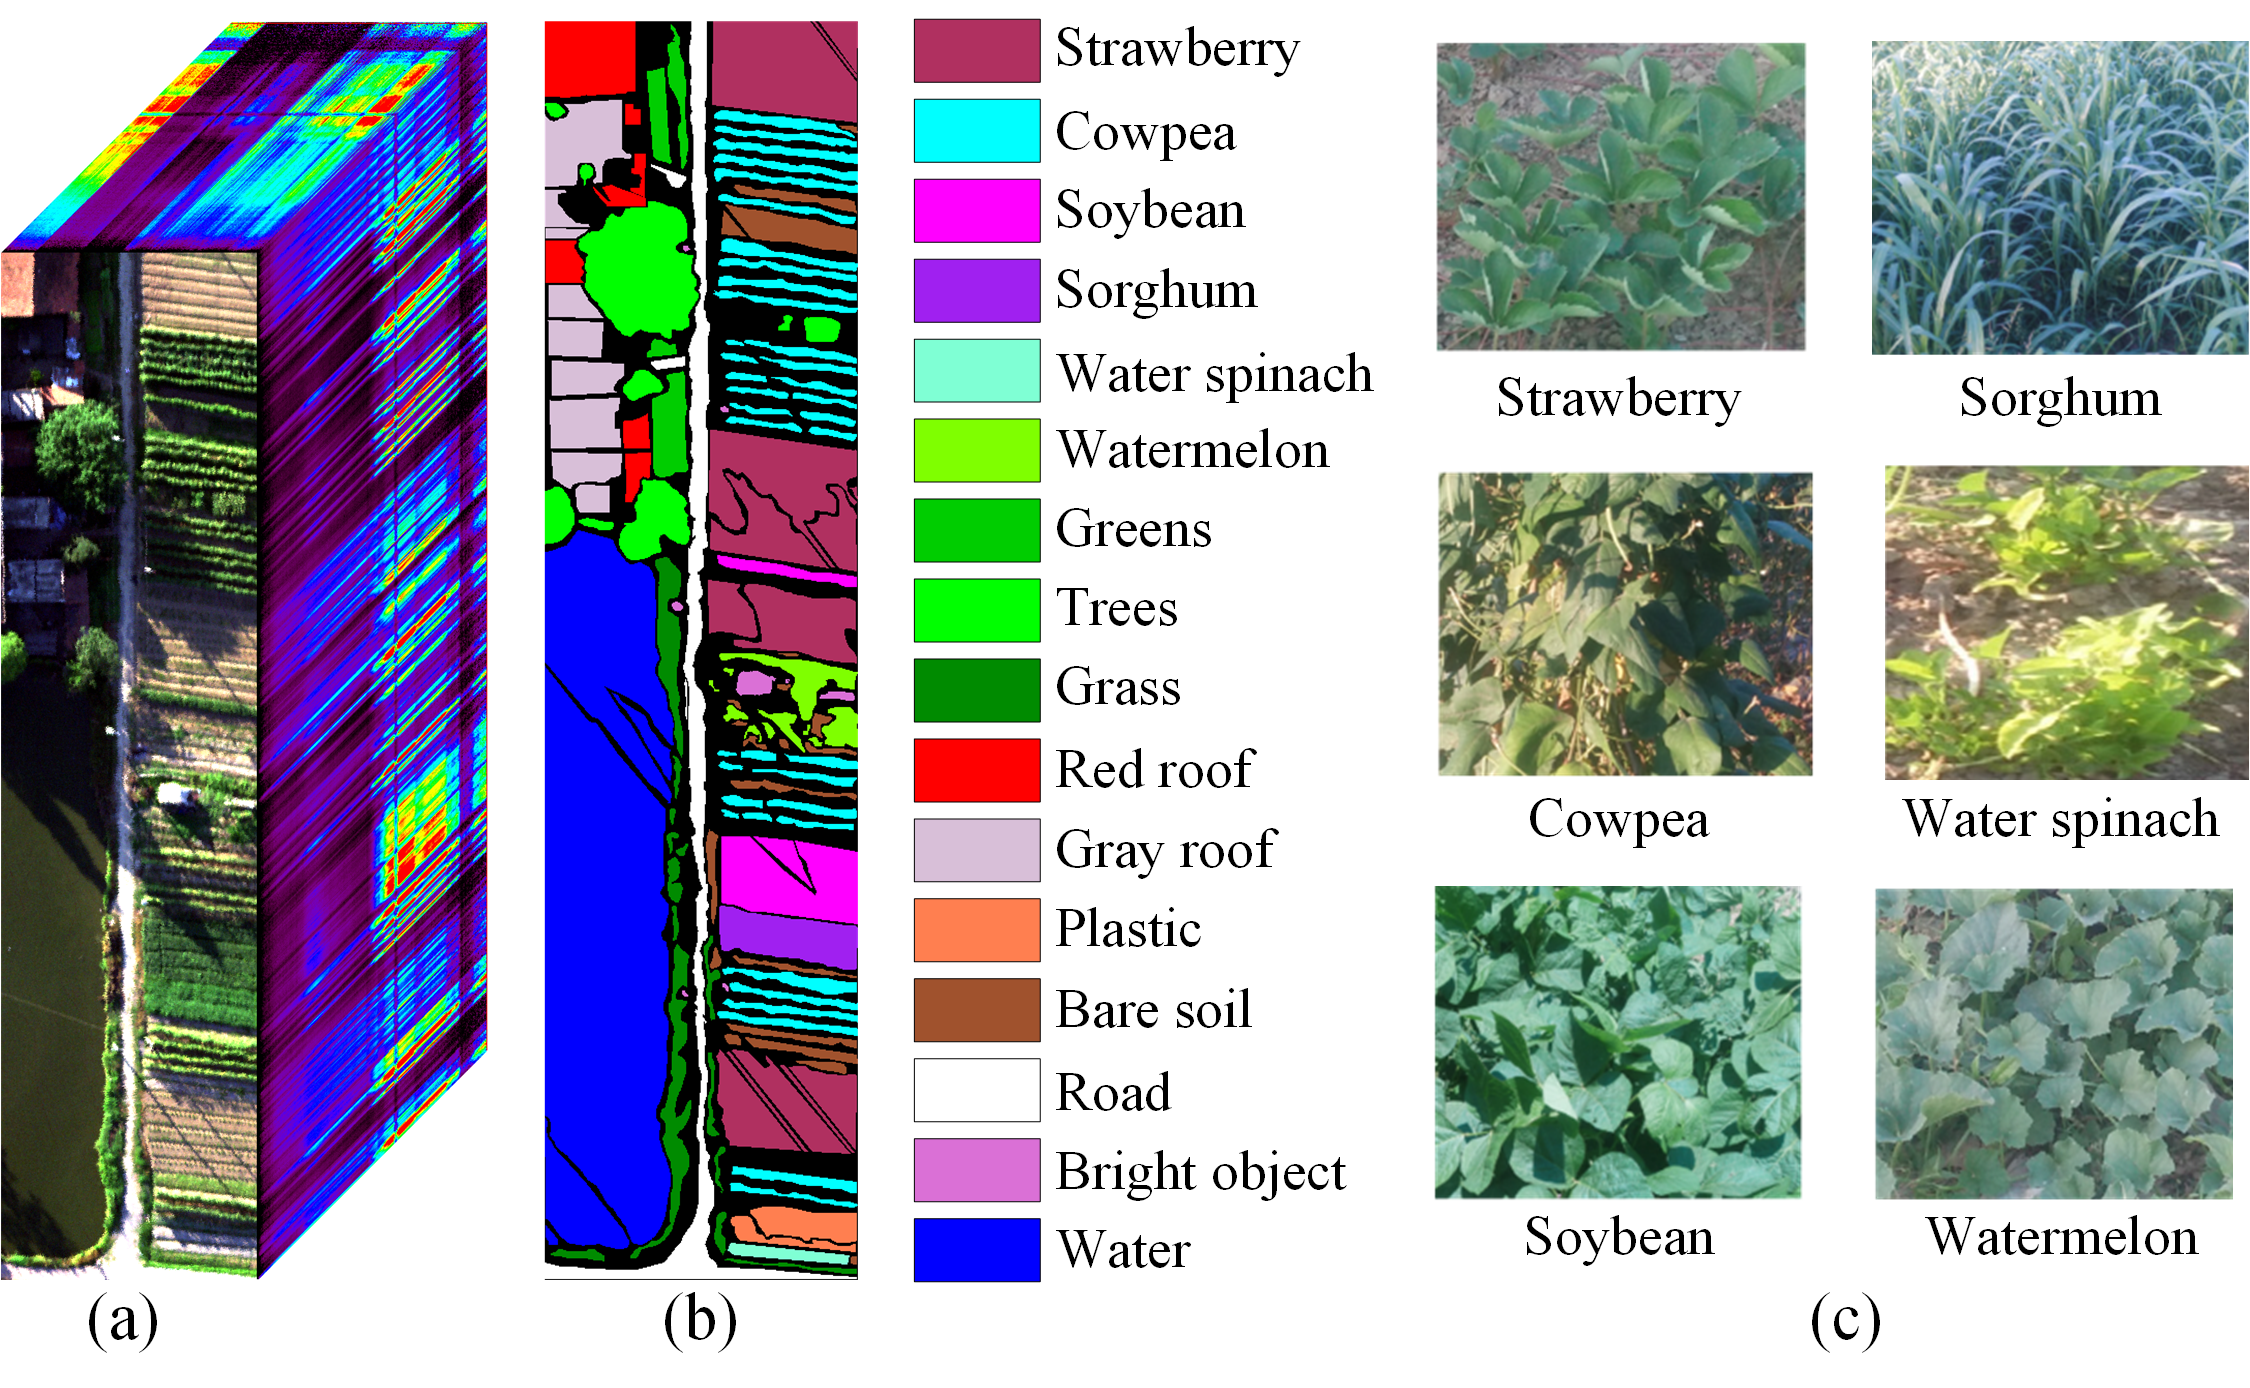 Strawberry
Cowpea
Soybean
Sorghum
Water spinach
Watermelon
Greens
Trees
Grass
Red roof
Gray roof
Plastic
Bare soil
Road
Bright object
Water
Strawberry
Sorghum
Cowpea
Water spinach
Soybean
Watermelon
(a)
(b)
(c)